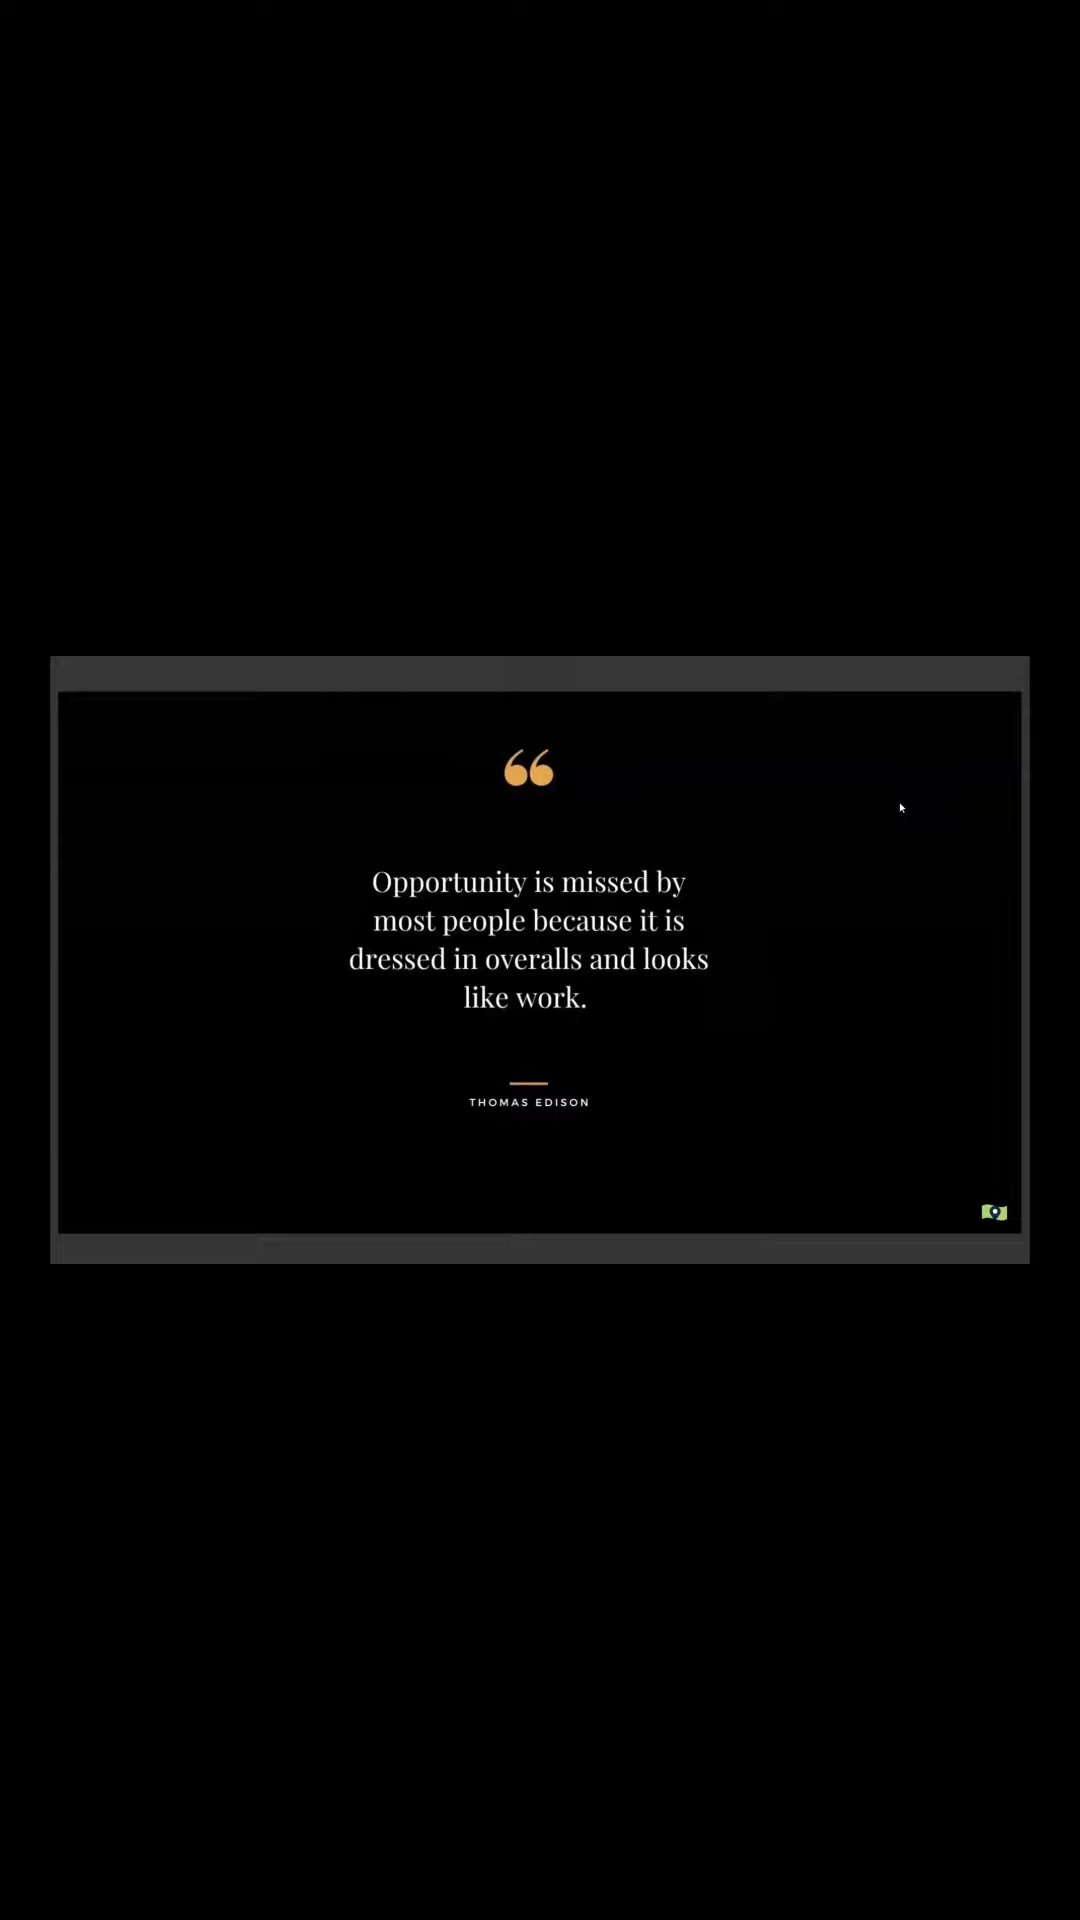 Opportunity is missed by
most people because it is
dressed in overalls and looks
like work.
THOMAS EDISON